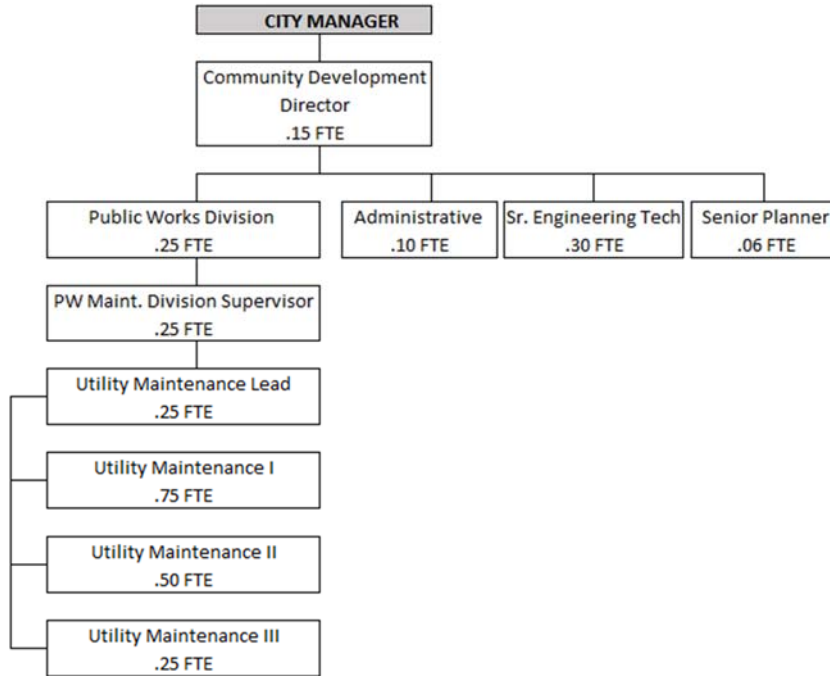 CITY MANAGER
Community Development
Director
.15 FTE
Public Works Division
.25 FTE
Administrative
.10 FTE
Sr. Engineering Tech
.30 FTE
Senior Planner
.06 FTE
PW Maint. Division Supervisor
.25 FTE
Utility Maintenance Lead
.25 FTE
Utility Maintenance I
.75 FTE
Utility Maintenance II
.50 FTE
Utility Maintenance III
.25 FTE